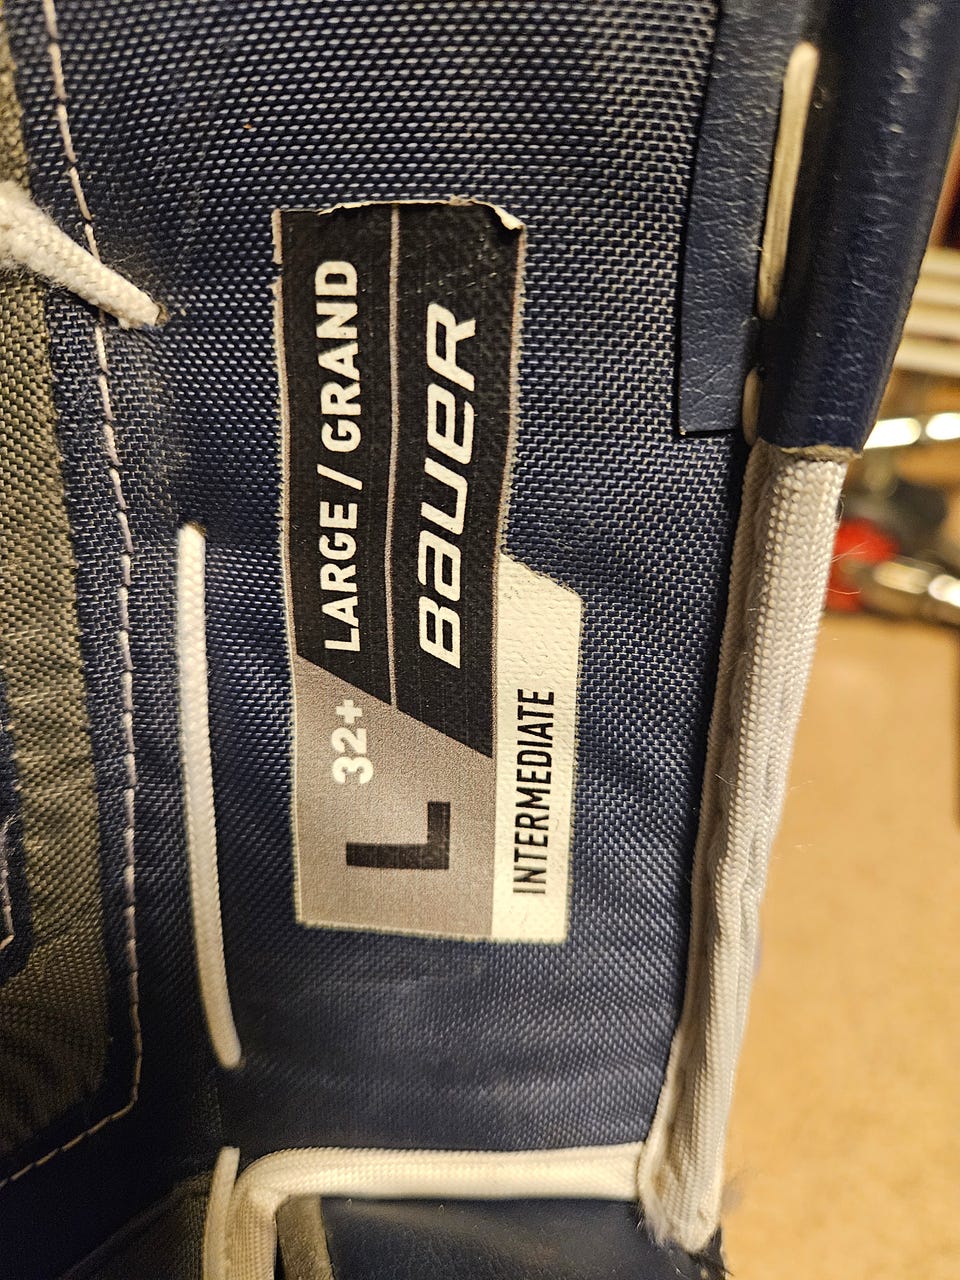 LARGE / GRAND
BAUER
L 32+
INTERMEDIATE